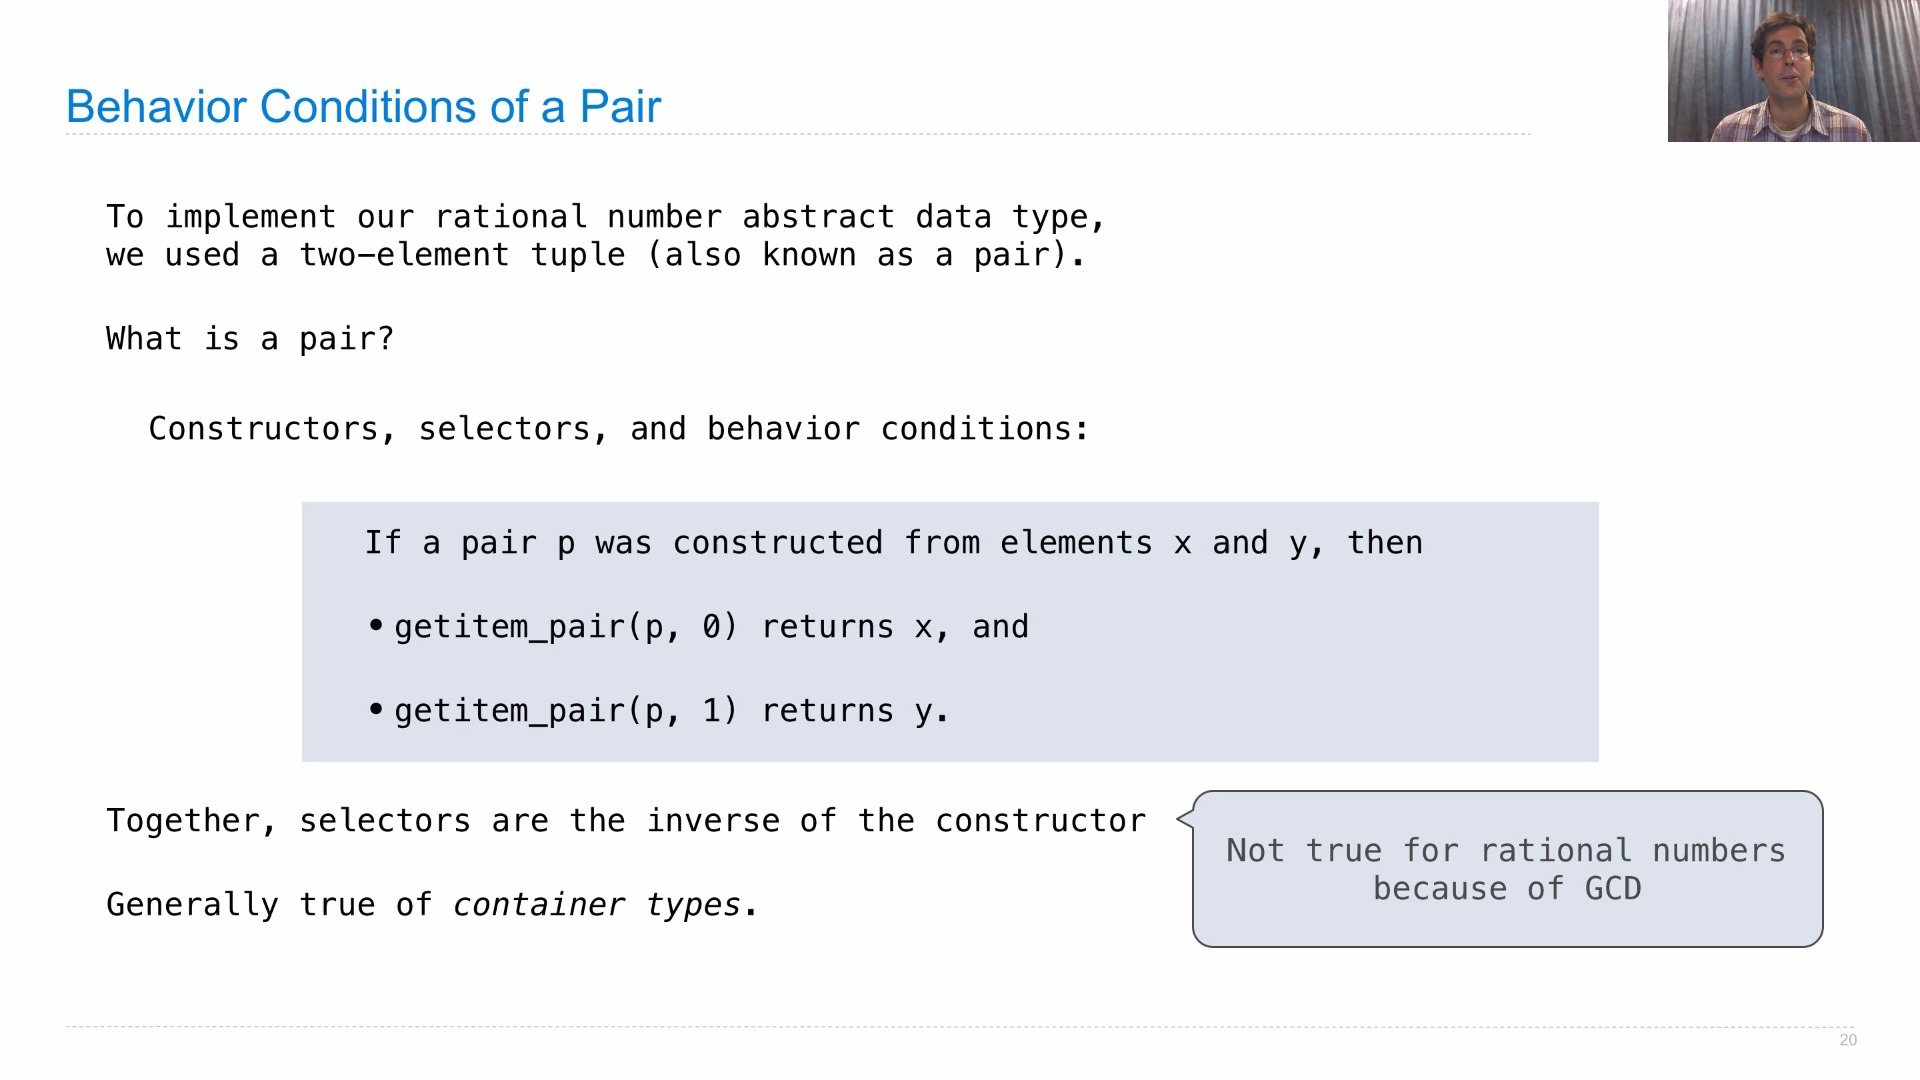 Behavior Conditions of a Pair
To implement our rational number abstract data type,
we used a two-element tuple (also known as a pair).
What is a pair?
Constructors, selectors, and behavior conditions:
If a pair p was constructed from elements x and y, then
• getitem_pair(p, 0) returns x, and
• getitem_pair(p, 1) returns y.
Together, selectors are the inverse of the constructor
Not true for rational numbers
because of GCD
Generally true of container types.
20